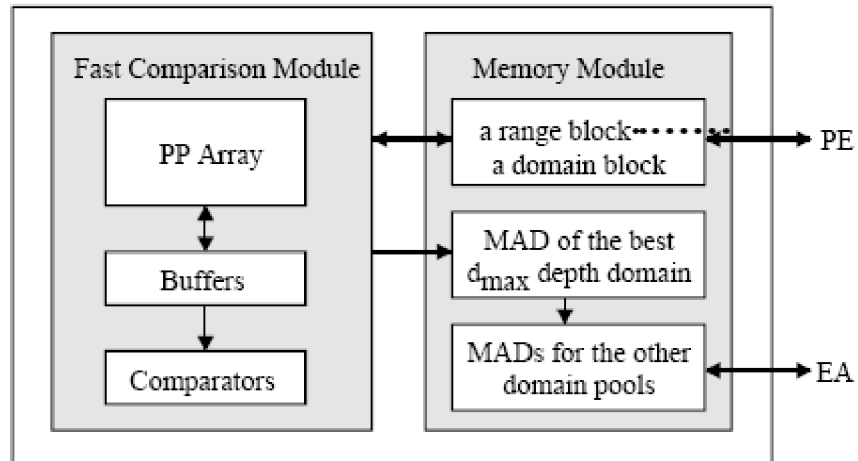 Fast Comparison Module
PP Array
Buffers
Comparators
Memory Module
a range block
a domain block
MAD of the best
dmax depth domain
MADs for the other
domain pools
PE
EA